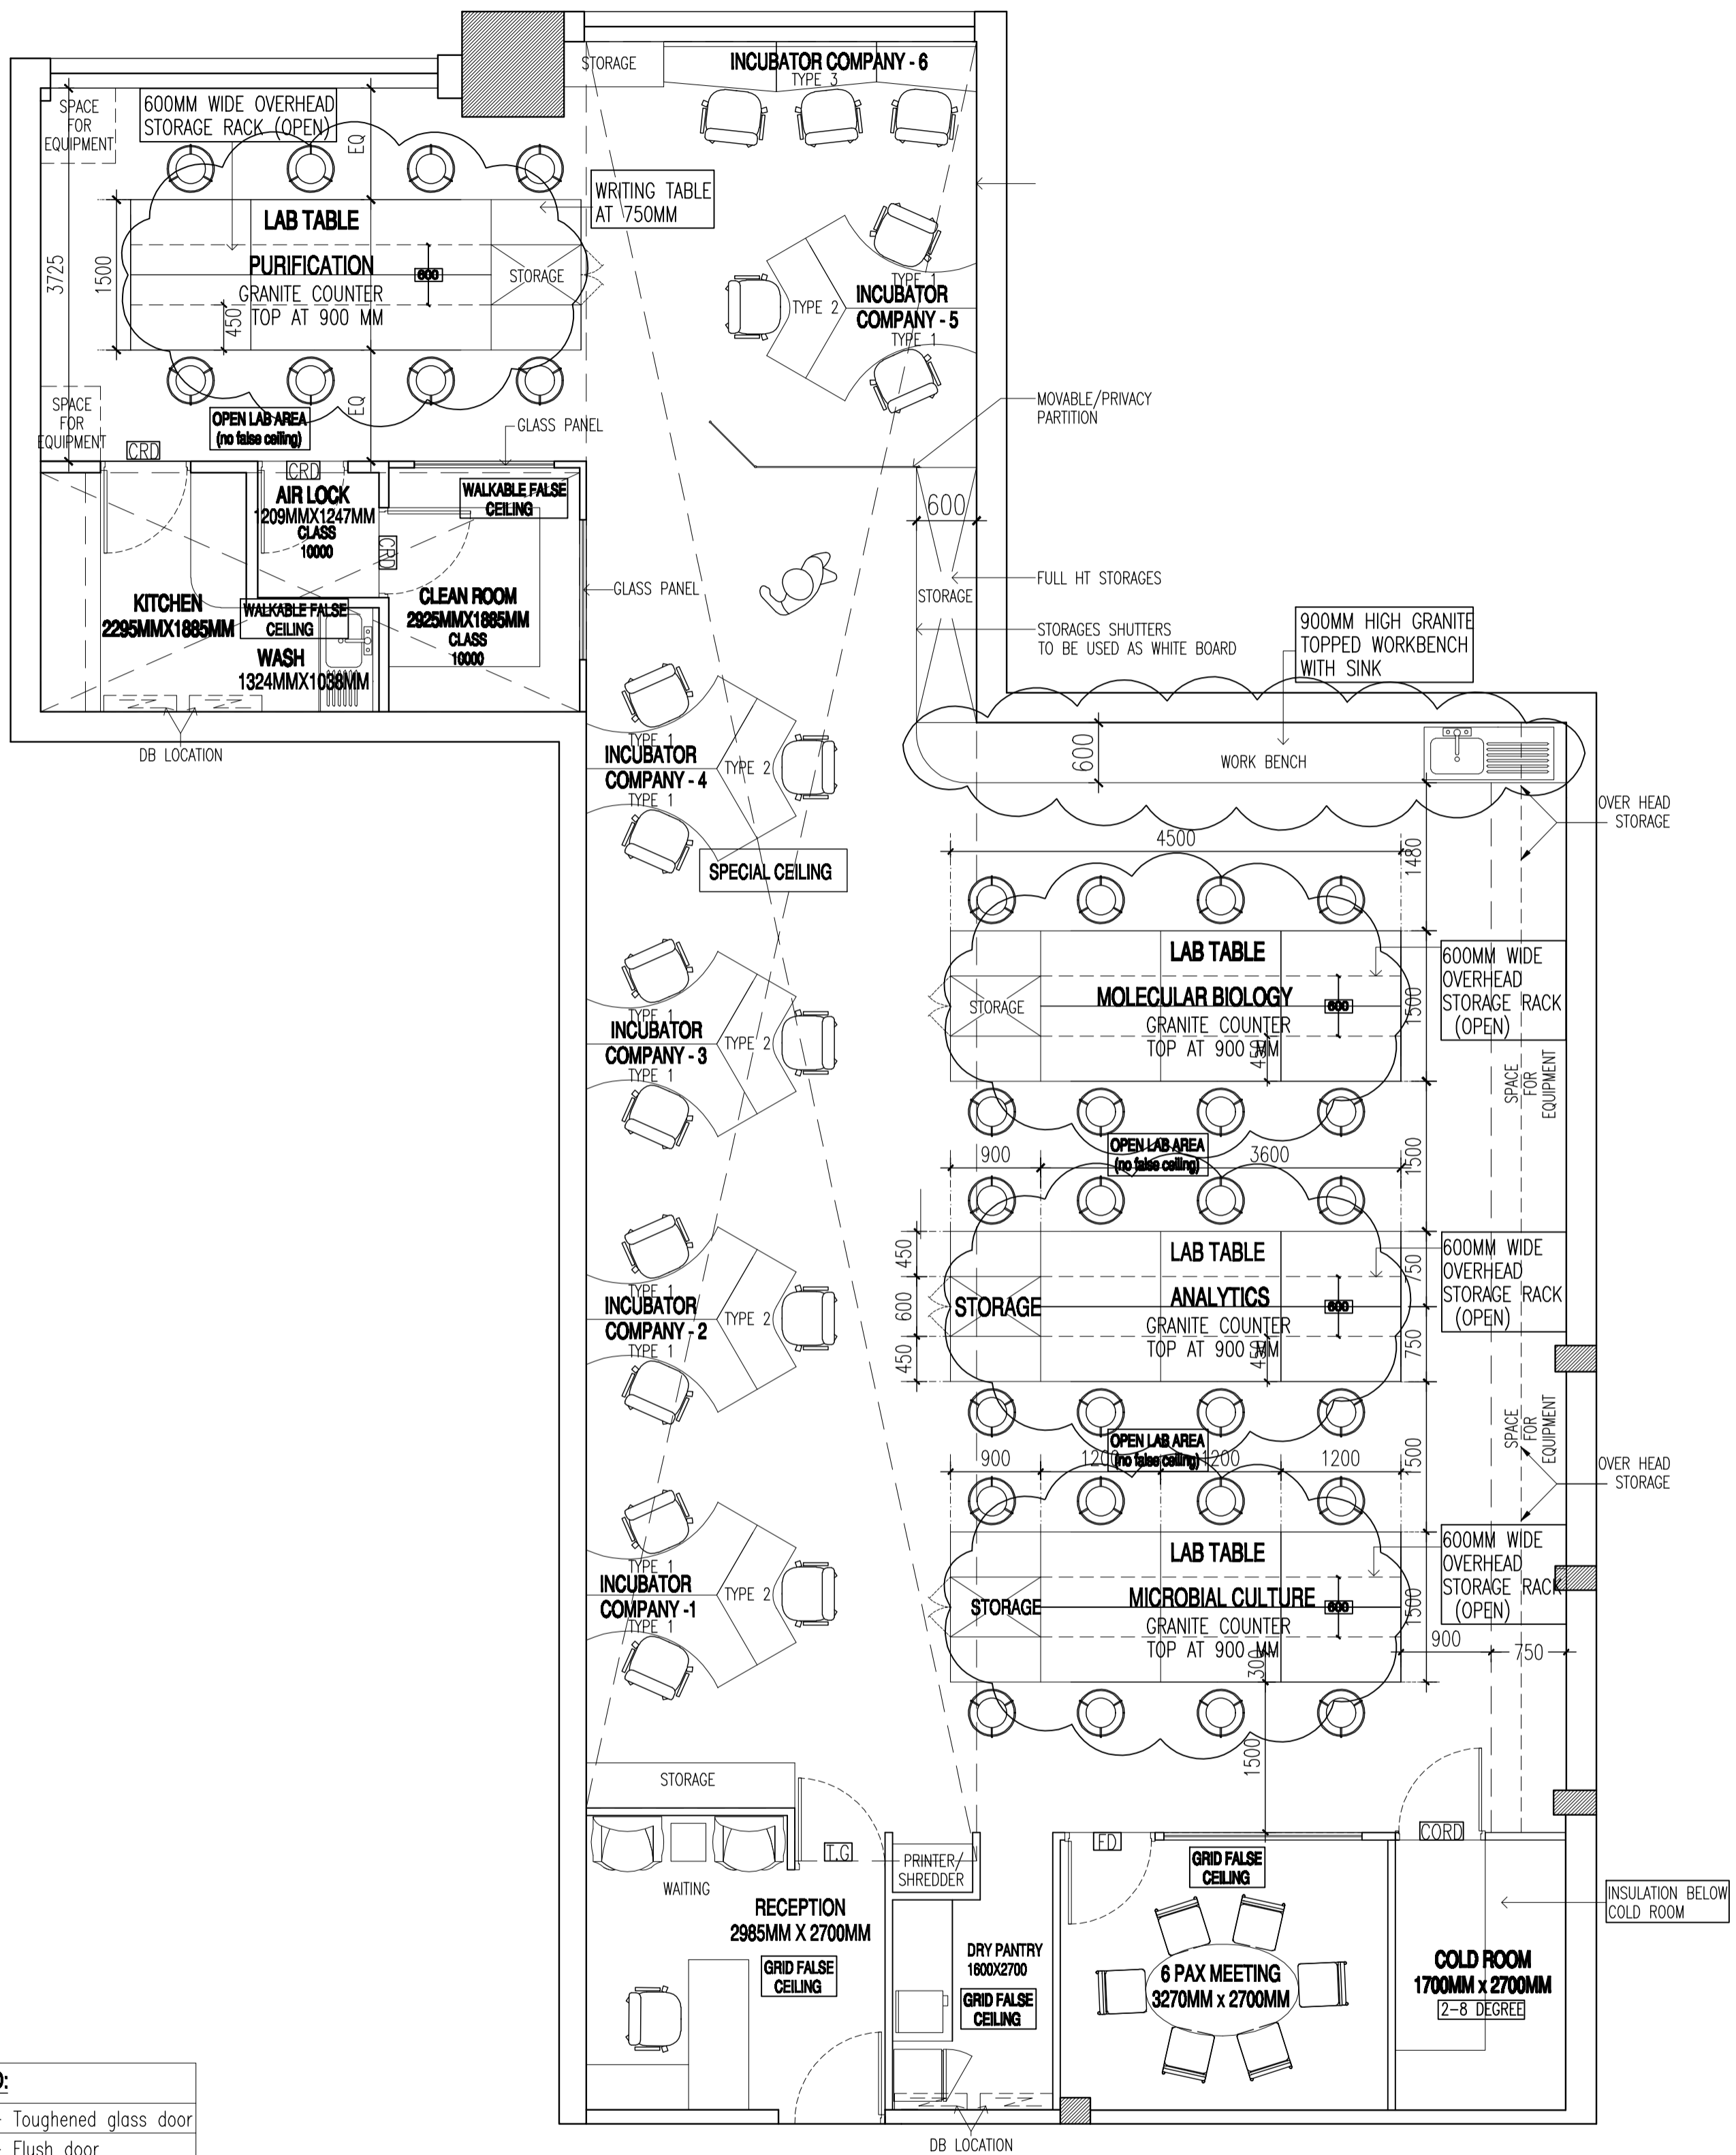 STORAGE
INCUBATOR COMPANY - 6
TYPE 3
SPACE
FOR
EQUIPMENT
600MM WIDE OVERHEAD
STORAGE RACK (OPEN)
EQ
WRITING TABLE
AT 750MM
LAB TABLE
PURIFICATION
GRANITE COUNTER
TOP AT 900 MM
600
STORAGE
3725
1500
450
TYPE 1
INCUBATOR
COMPANY - 5
TYPE 1
TYPE 2
SPACE
FOR
EQUIPMENT
EQ
OPEN LAB AREA
(no false ceiling)
GLASS PANEL
MOVABLE/PRIVACY
PARTITION
CRD
CRD
AIR LOCK
1209MMX1247MM
CLASS
10000
CRD
WALKABLE FALSE
CEILING
600
FULL HT STORAGES
STORAGE
STORAGES SHUTTERS
TO BE USED AS WHITE BOARD
GLASS PANEL
KITCHEN
2295MMX1885MM
WALKABLE FALSE
CEILING
CLEAN ROOM
2925MMX1885MM
CLASS
10000
WASH
1324MMX1038MM
DB LOCATION
900MM HIGH GRANITE
TOPPED WORKBENCH
WITH SINK
600
WORK BENCH
OVER HEAD
STORAGE
TYPE 1
INCUBATOR
COMPANY - 4
TYPE 1
TYPE 2
SPECIAL CEILING
4500
1480
LAB TABLE
MOLECULAR BIOLOGY
GRANITE COUNTER
TOP AT 900 MM
STORAGE
600
450
1500
600MM WIDE
OVERHEAD
STORAGE RACK
(OPEN)
SPACE
FOR
EQUIPMENT
TYPE 1
INCUBATOR
COMPANY - 3
TYPE 1
TYPE 2
OPEN LAB AREA
(no false ceiling)
900
3600
1500
LAB TABLE
ANALYTICS
GRANITE COUNTER
TOP AT 900 MM
STORAGE
600
450
450
600
450
750
750
600MM WIDE
OVERHEAD
STORAGE RACK
(OPEN)
TYPE 1
INCUBATOR
COMPANY - 2
TYPE 1
TYPE 2
SPACE
FOR
EQUIPMENT
OVER HEAD
STORAGE
OPEN LAB AREA
(no false ceiling)
900
1200
1200
1200
1500
LAB TABLE
MICROBIAL CULTURE
GRANITE COUNTER
TOP AT 900 MM
STORAGE
600
300
1500
600MM WIDE
OVERHEAD
STORAGE RACK
(OPEN)
900
750
TYPE 1
INCUBATOR
COMPANY -1
TYPE 1
TYPE 2
1500
STORAGE
WAITING
T.G
PRINTER/
SHREDDER
FD
CORD
GRID FALSE
CEILING
RECEPTION
2985MM X 2700MM
GRID FALSE
CEILING
DRY PANTRY
1600X2700
GRID FALSE
CEILING
6 PAX MEETING
3270MM x 2700MM
COLD ROOM
1700MM x 2700MM
2-8 DEGREE
INSULATION BELOW
COLD ROOM
DB LOCATION
D:
- Toughened glass door
- Flush door